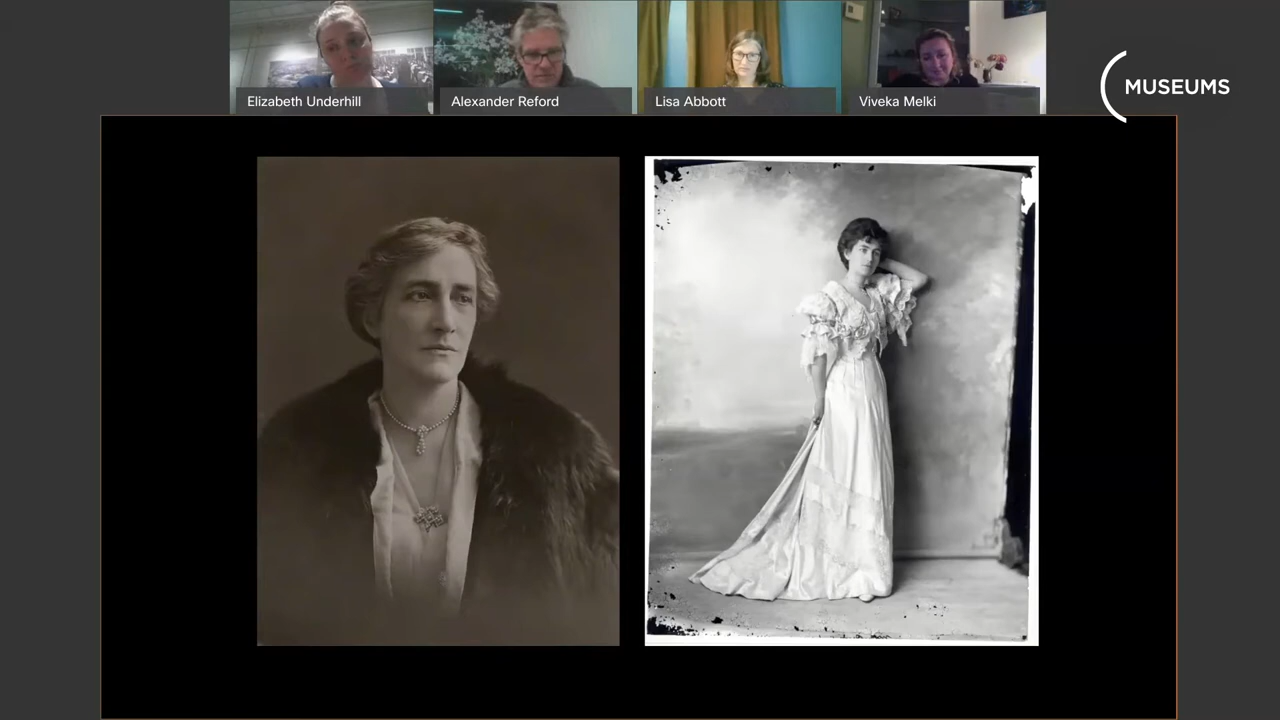 Elizabeth Underhill
Alexander Reford
Lisa Abbott
Viveka Melki
MUSEUMS